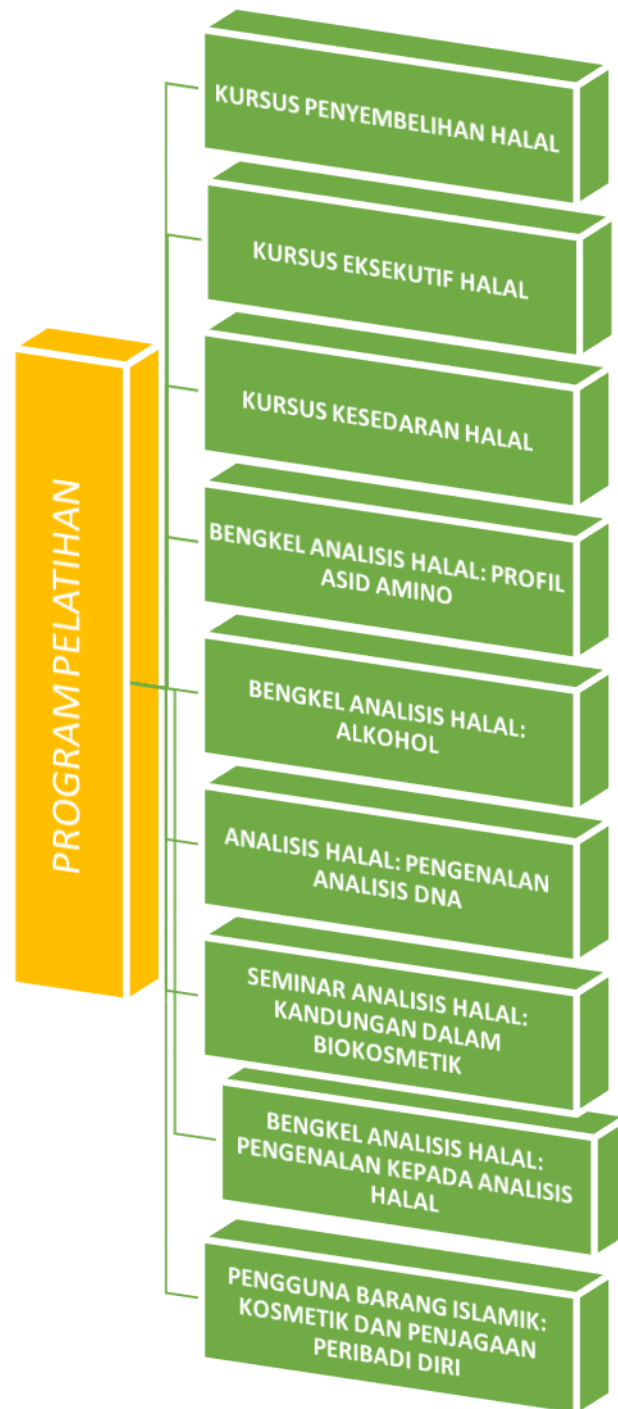 PROGRAM PELATIHAN
KURSUS PENYEMBELIHAN HALAL
KURSUS EKSEKUTIF HALAL
KURSUS KESEDARAN HALAL
BENGKEL ANALISIS HALAL: PROFIL
ASID AMINO
BENGKEL ANALISIS HALAL:
ALKOHOL
ANALISIS HALAL: PENGENALAN
ANALISIS DNA
SEMINAR ANALISIS HALAL:
KANDUNGAN DALAM
BIOKOSMETIK
BENGKEL ANALISIS HALAL:
PENGENALAN KEPADA ANALISIS
HALAL
PENGGUNA BARANG ISLAMIK:
KOSMETIK DAN PENJAGAAN
PERIBADI DIRI